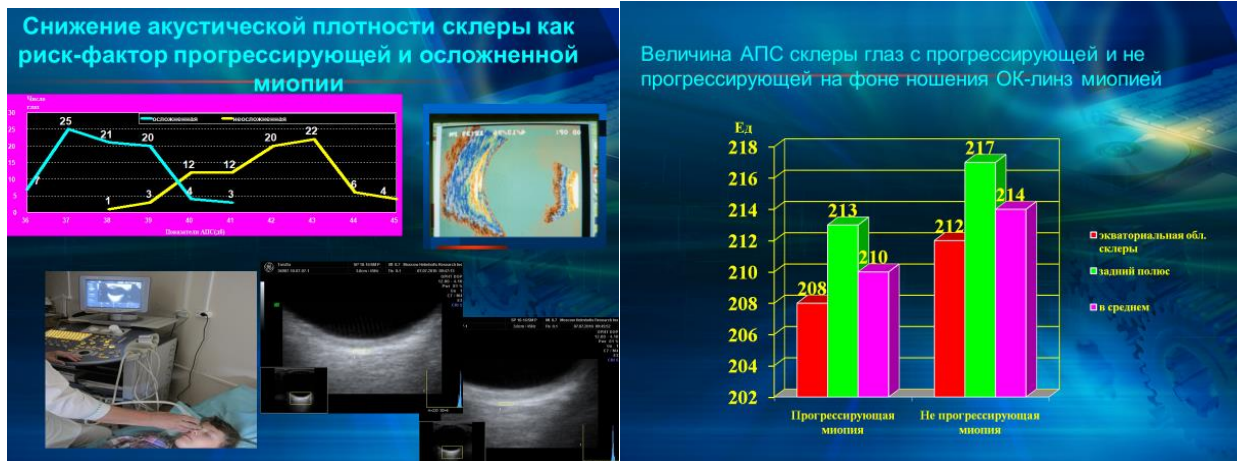 Снижение акустической плотности склеры как
риск-фактор прогрессирующей и осложненной
миопии
Число
глаз
осложненная
неосложненная
30
25
20
15
10
5
0
7
25
21
20
4
3
1
3
12
12
20
22
6
4
36 37 38 39 40 41 42 43 44 45
Показатели АПС(дб)
Величина АПС склеры глаз с прогрессирующей и не
прогрессирующей на фоне ношения ОК-линз миопией
Ед
218
216
214
212
210
208
206
204
202
208
213
210
212
217
214
экваториальная обл.
склеры
задний полюс
в среднем
Прогрессирующая
миопия
Не прогрессирующая
миопия